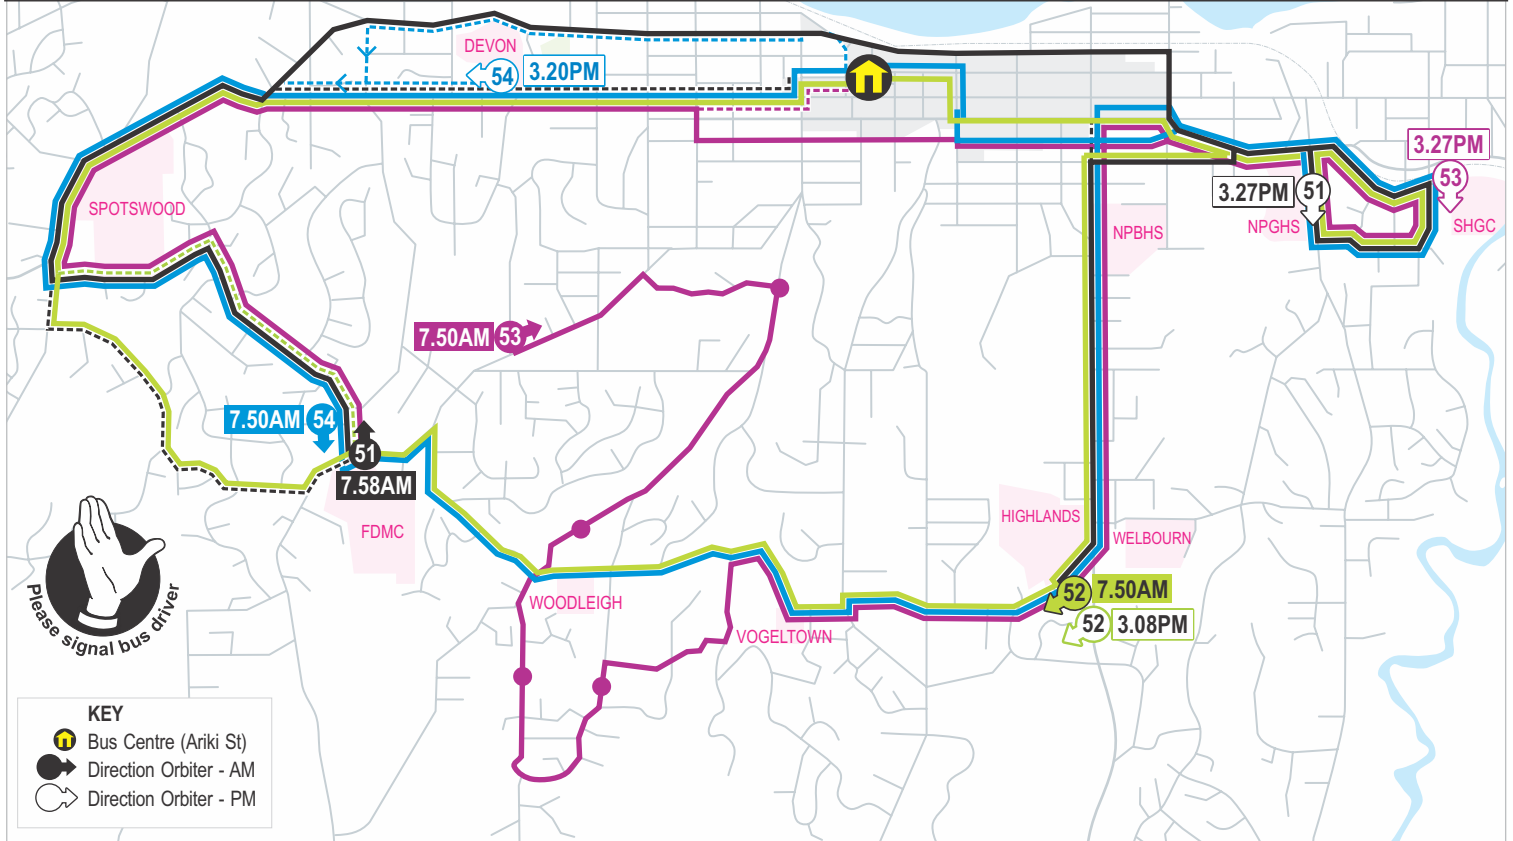 DEVON
54 3.20PM
3.27PM
53
SPOTSWOOD
3.27PM 51
NPGHS
SHGC
NPBHS
7.50AM 53
7.50AM 54
51
7.58AM
FDMC
HIGHLANDS
WELBOURN
WOODLEIGH
VOGELTOWN
52 7.50AM
52 3.08PM
Please signal bus driver
KEY
Bus Centre (Ariki St)
Direction Orbiter - AM
Direction Orbiter - PM